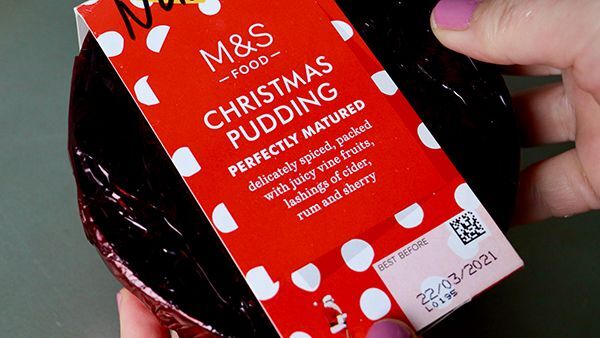 M&S
FOOD
CHRISTMAS
PUDDING
PERFECTLY MATURED
delicately spiced, packed
with juicy vine fruits,
lashings of cider,
rum and sherry
BEST BEFORE
22/03/2021
L0195